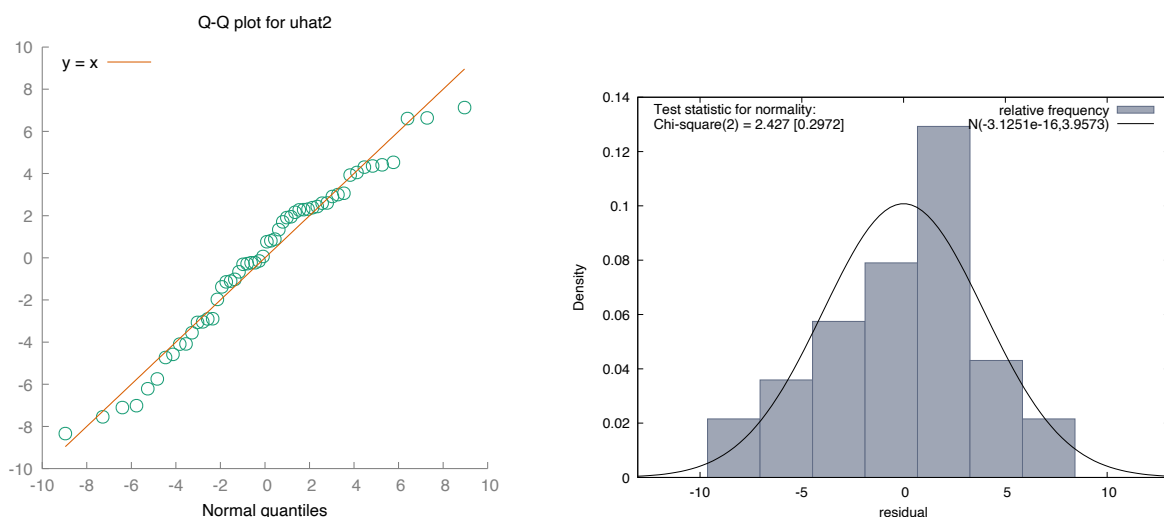 Q-Q plot for uhat2
10
y = x
8
6
4
2
0
-2
-4
-6
-8
-10
-10 -8 -6 -4 -2 0 2 4 6 8 10
Normal quantiles
0.14
Test statistic for normality:
Chi-square(2) = 2.427 [0.2972]
relative frequency
N(-3.1251e-16,3.9573)
0.12
0.1
0.08
0.06
0.04
0.02
0
Density
-10 -5 0 5 10
residual